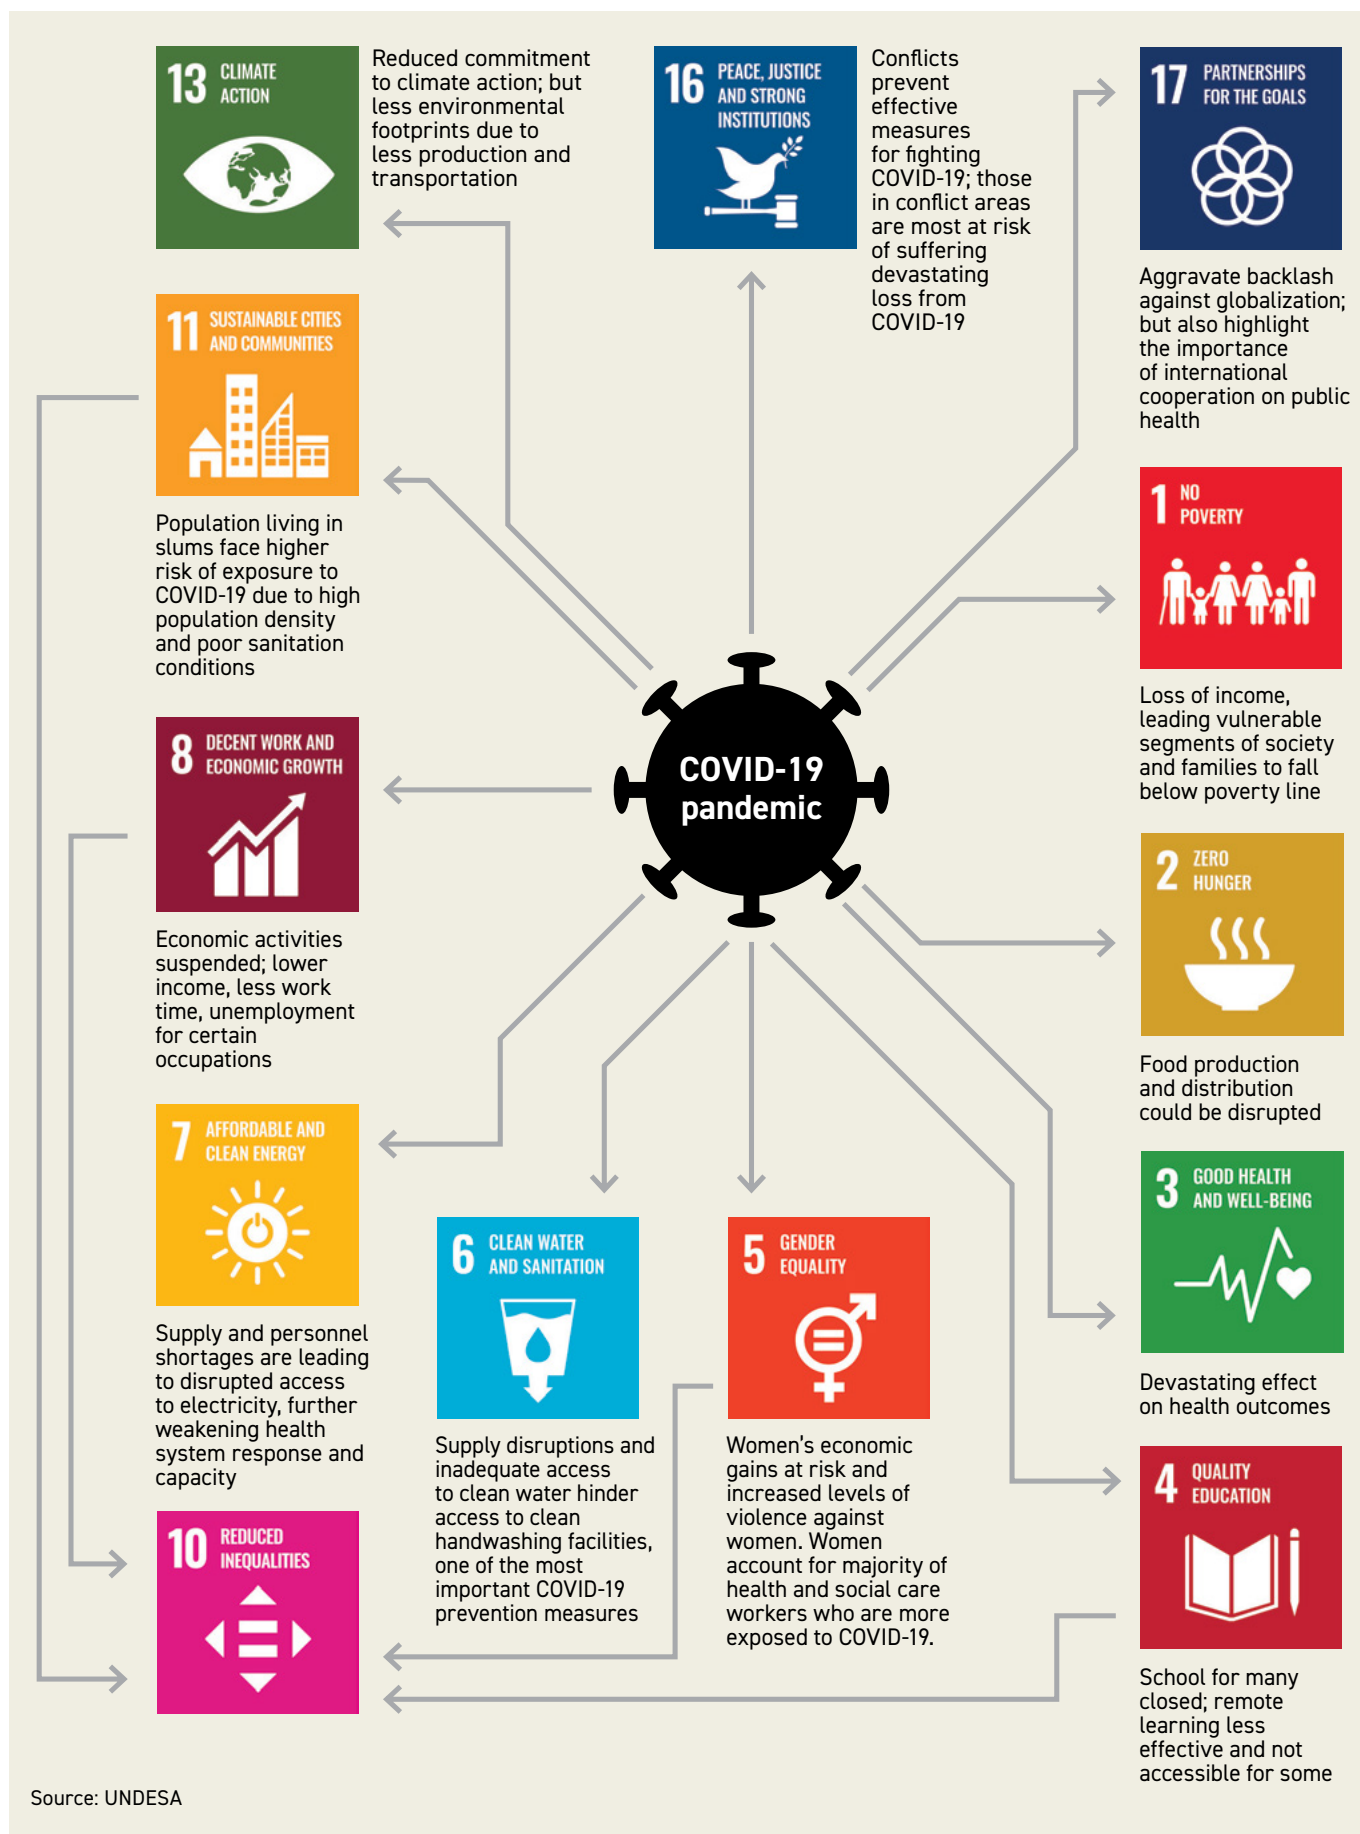 13 CLIMATE
ACTION
Reduced commitment
to climate action; but
less environmental
footprints due to
less production and
transportation
16 PEACE, JUSTICE
AND STRONG
INSTITUTIONS
Conflicts
prevent
effective
measures
for fighting
COVID-19; those
in conflict areas
are most at risk
of suffering
devastating
loss from
COVID-19
17 PARTNERSHIPS
FOR THE GOALS
Aggravate backlash
against globalization;
but also highlight
the importance
of international
cooperation on public
health
11 SUSTAINABLE CITIES
AND COMMUNITIES
Population living in
slums face higher
risk of exposure to
COVID-19 due to high
population density
and poor sanitation
conditions
1 NO
POVERTY
Loss of income,
leading vulnerable
segments of society
and families to fall
below poverty line
COVID-19
pandemic
8 DECENT WORK AND
ECONOMIC GROWTH
Economic activities
suspended; lower
income, less work
time, unemployment
for certain
occupations
2 ZERO
HUNGER
Food production
and distribution
could be disrupted
7 AFFORDABLE AND
CLEAN ENERGY
Supply and personnel
shortages are leading
to disrupted access
to electricity, further
weakening health
system response and
capacity
6 CLEAN WATER
AND SANITATION
Supply disruptions and
inadequate access
to clean water hinder
access to clean
handwashing facilities,
one of the most
important COVID-19
prevention measures
5 GENDER
EQUALITY
Women's economic
gains at risk and
increased levels of
violence against
women. Women
account for majority of
health and social care
workers who are more
exposed to COVID-19.
3 GOOD HEALTH
AND WELL-BEING
Devastating effect
on health outcomes
4 QUALITY
EDUCATION
School for many
closed; remote
learning less
effective and not
accessible for some
10 REDUCED
INEQUALITIES
Source: UNDESA